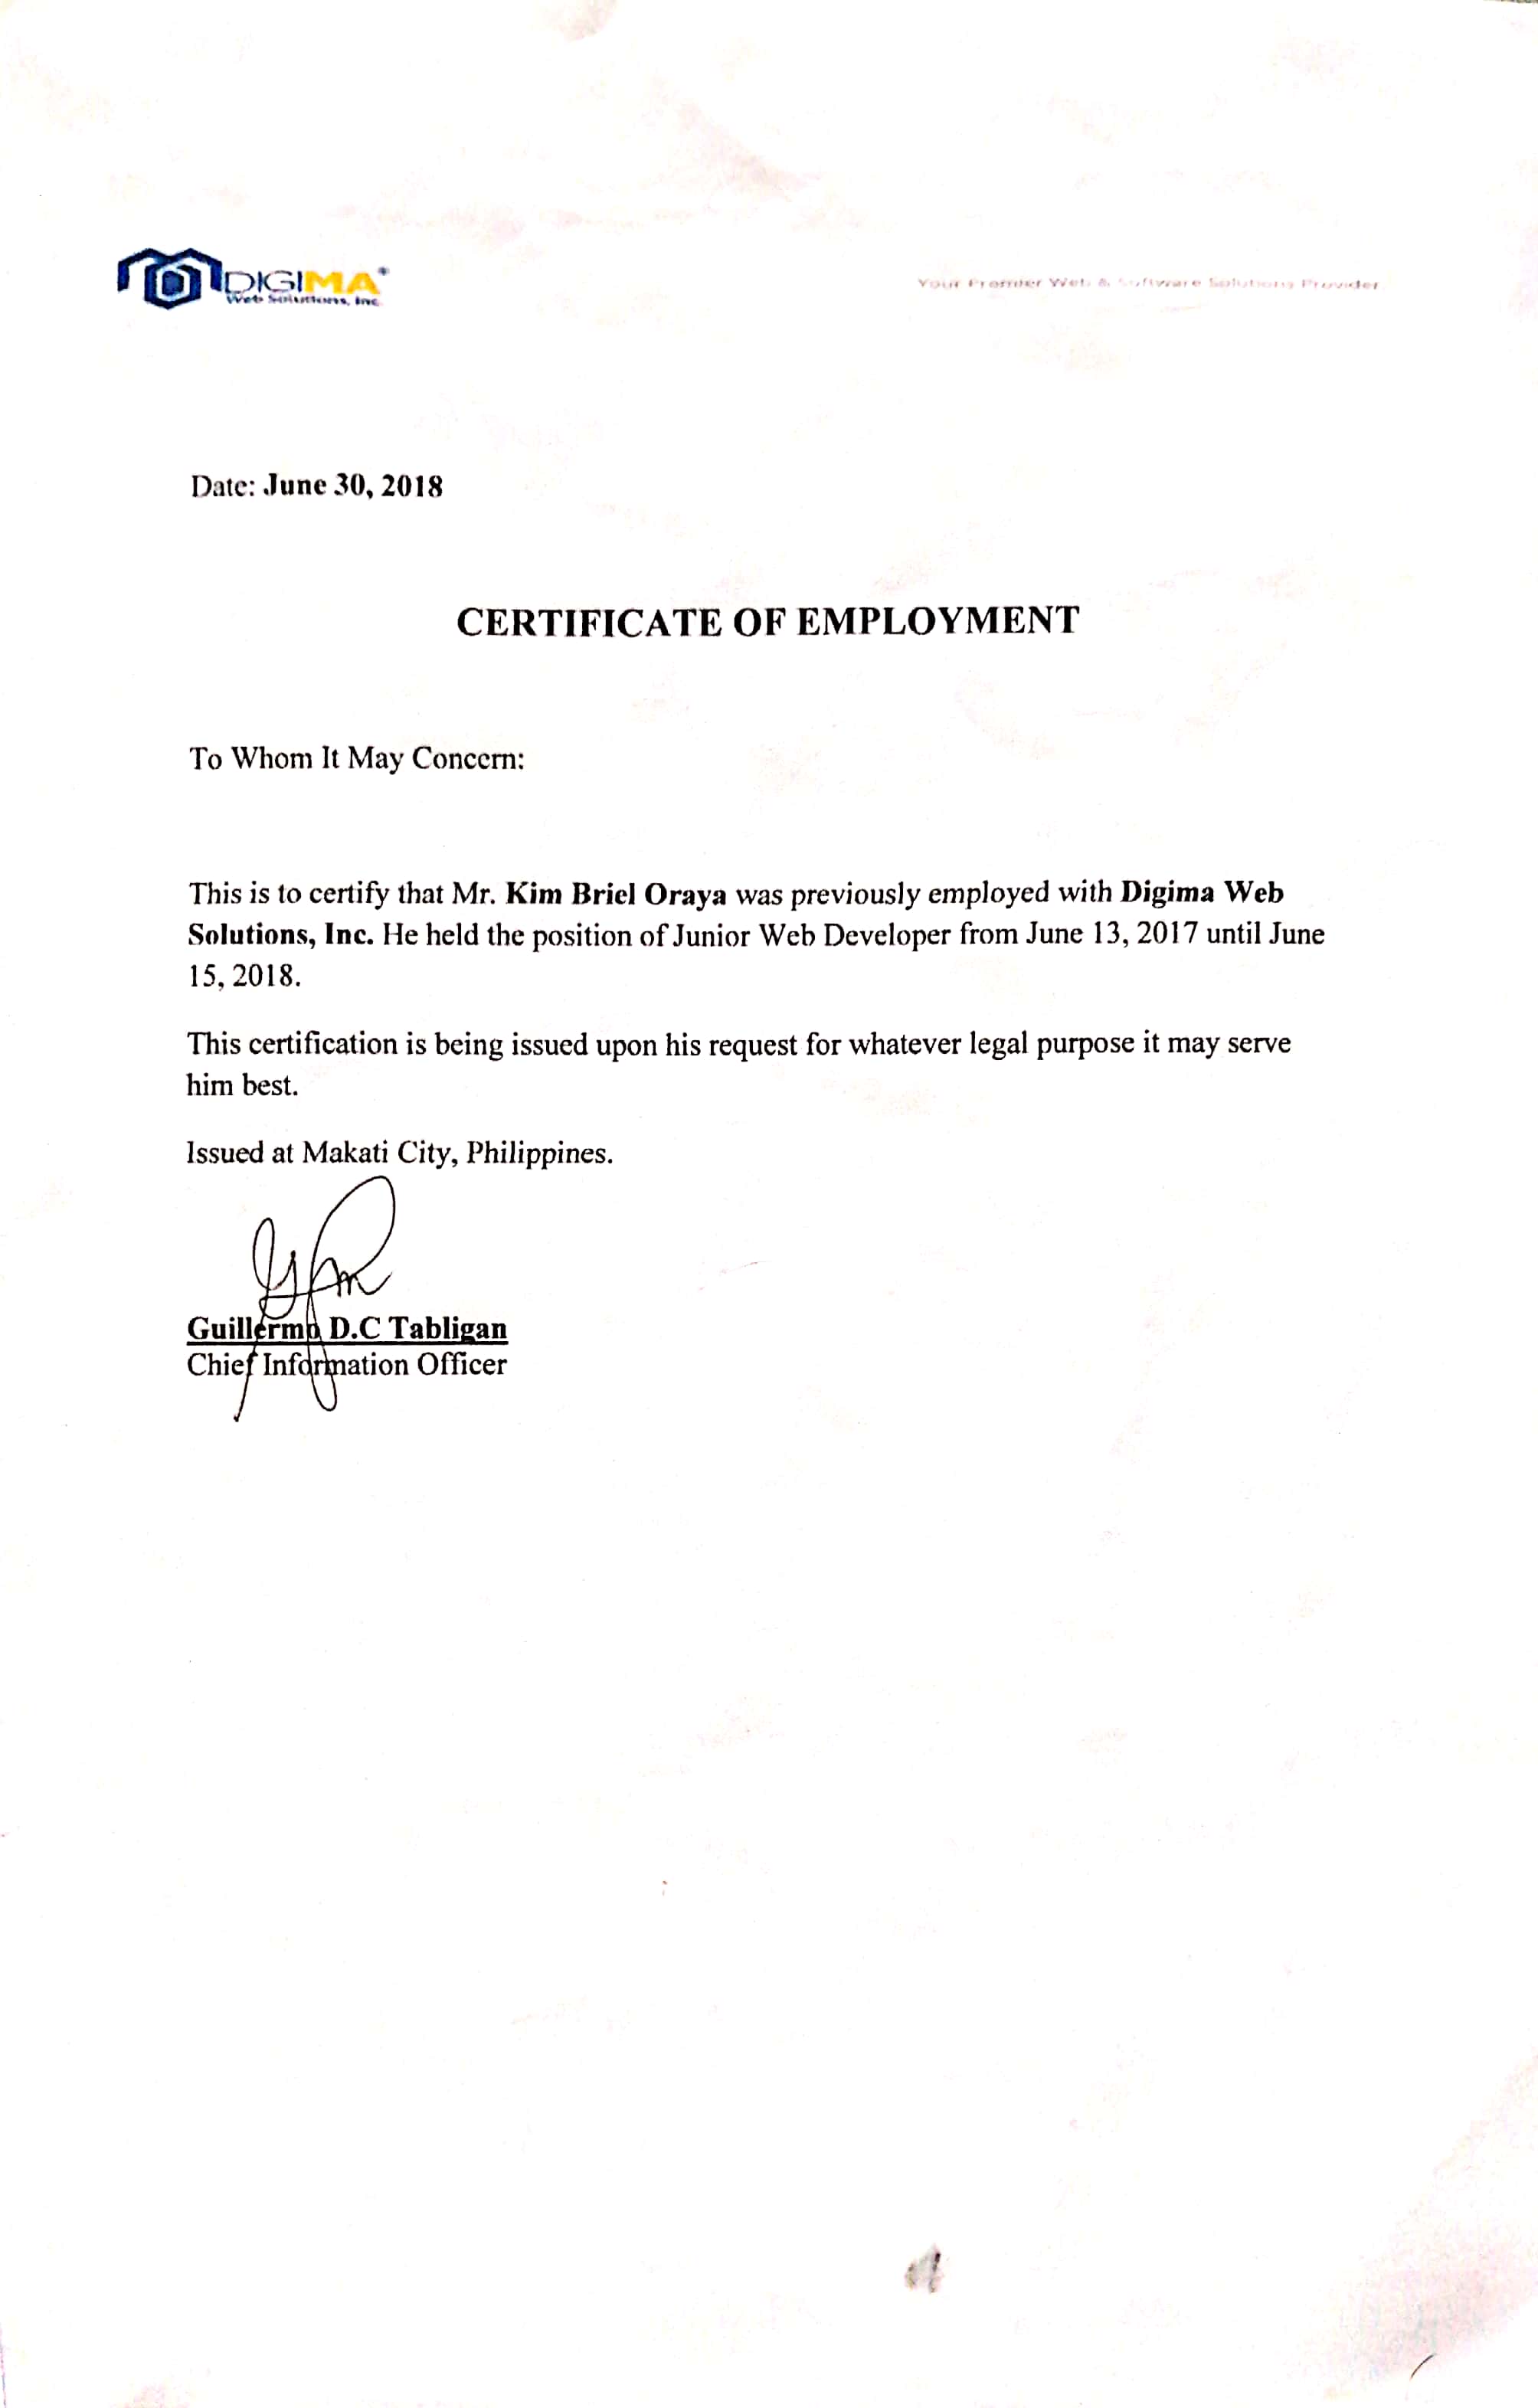 DIGIMA®
Web Solutions, Inc.
Your Premier Web & Software Solutions Provider
Date: June 30, 2018
CERTIFICATE OF EMPLOYMENT
To Whom It May Concern:
This is to certify that Mr. Kim Briel Oraya was previously employed with Digima Web
Solutions, Inc. He held the position of Junior Web Developer from June 13, 2017 until June
15, 2018.
This certification is being issued upon his request for whatever legal purpose it may serve
him best.
Issued at Makati City, Philippines.
Guillermo D.C Tabligan
Chief Information Officer